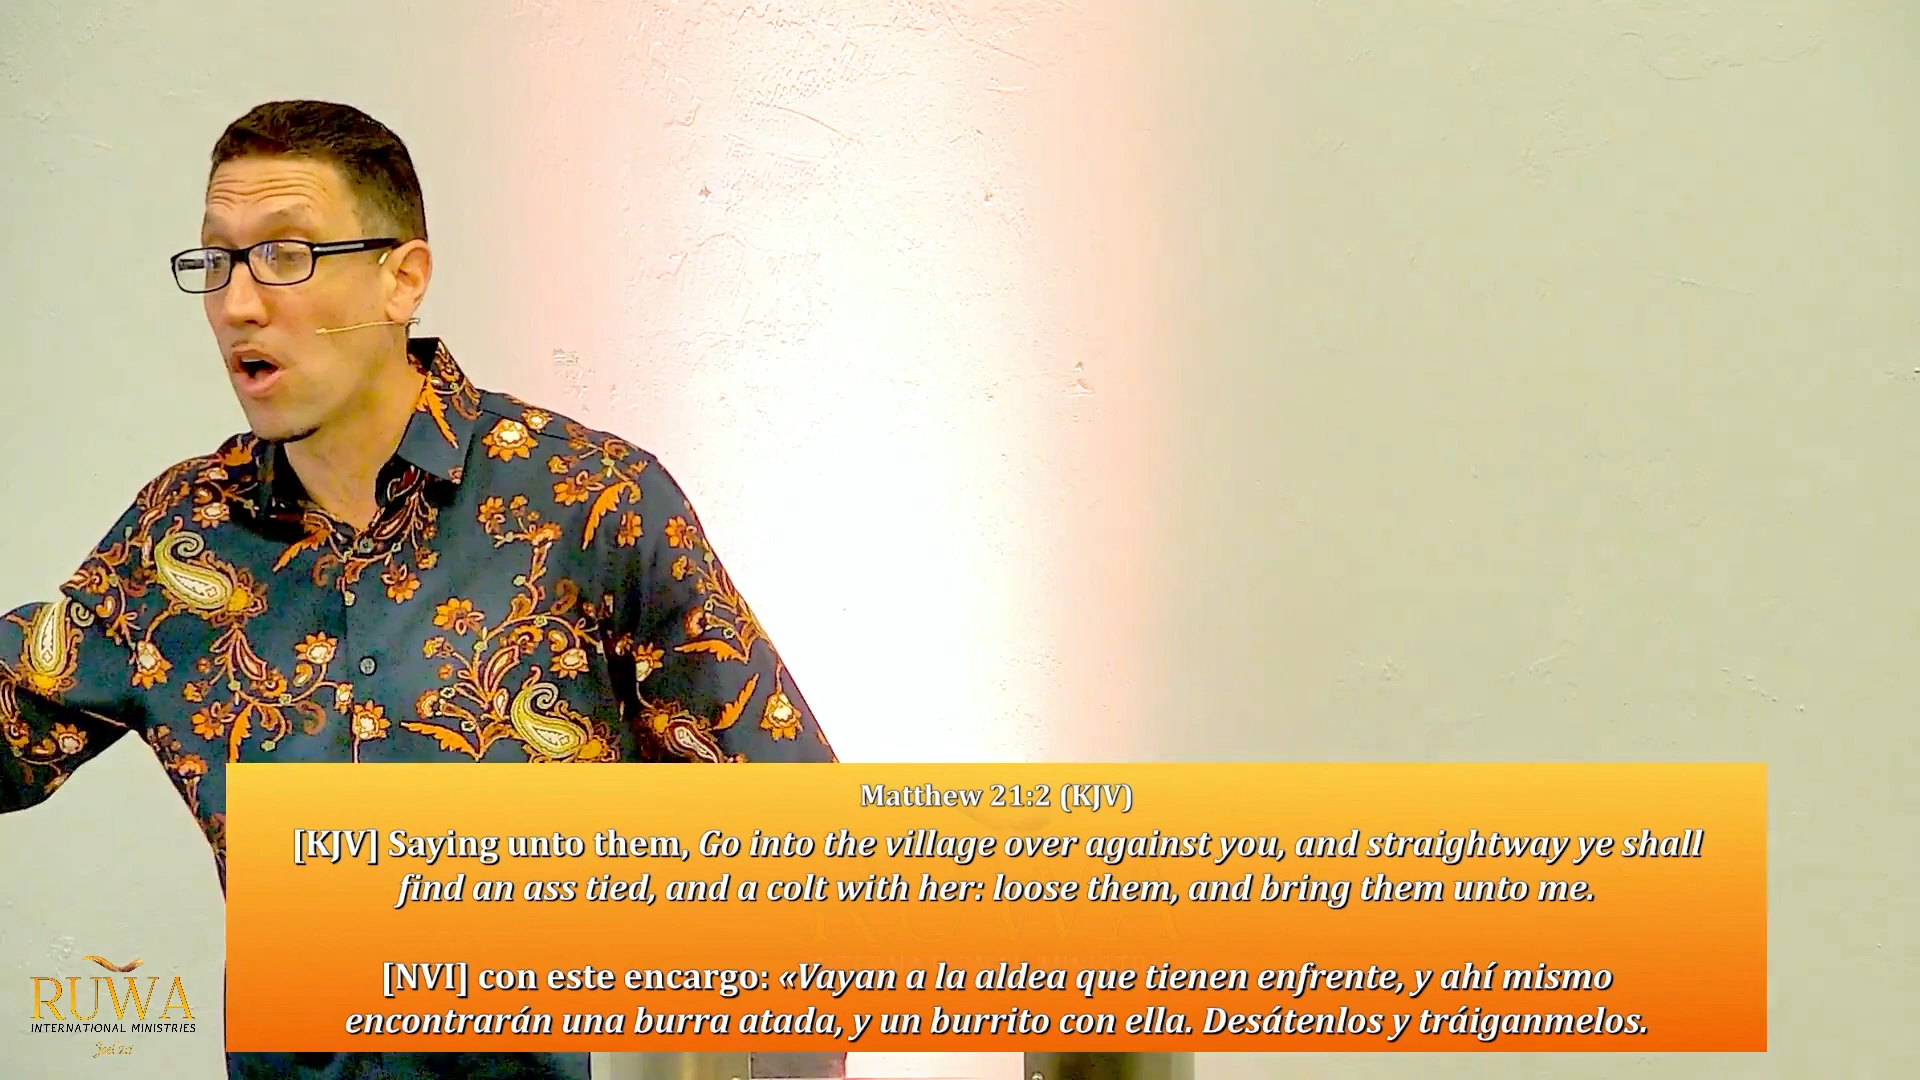 Matthew 21:2 (KJV)
[KJV] Saying unto them, Go into the village over against you, and straightway ye shall
find an ass tied, and a colt with her: loose them, and bring them unto me.
[NVI] con este encargo: «Vayan a la aldea que tienen enfrente, y ahí mismo
encontrarán una burra atada, y un burrito con ella. Desátenlos y tráiganmelos.
RUWA
INTERNATIONAL MINISTRIES
Joel 2:1